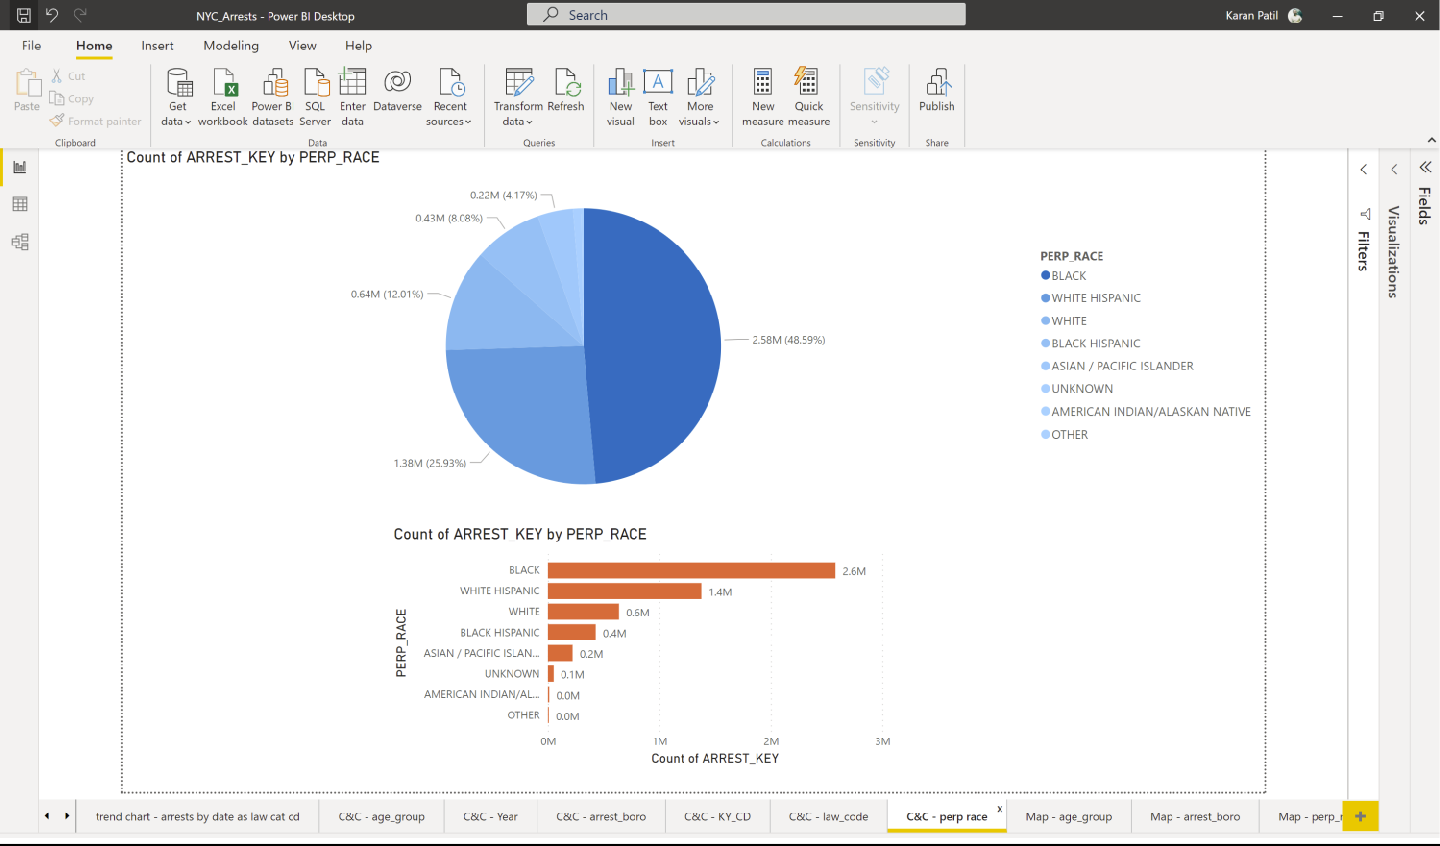 NYC_Arrests - Power BI Desktop
Search
Karan Patil
File Home Insert Modeling View Help
Paste
Cut
Copy
Format painter
Clipboard
Get data
Excel workbook
Power B datasets
SQL Server
Enter data
Dataverse
Recent sources
Data
Transform data
Refresh
Queries
New visual
Text box
More visuals
Insert
New measure
Quick measure
Calculations
Sensitivity
Sensitivity
Publish
Share
Count of ARREST_KEY by PERP_RACE
0.22M (4.17%)
0.43M (8.08%)
0.64M (12.01%)
2.58M (48.59%)
1.38M (25.93%)
PERP_RACE
BLACK
WHITE HISPANIC
WHITE
BLACK HISPANIC
ASIAN / PACIFIC ISLANDER
UNKNOWN
AMERICAN INDIAN/ALASKAN NATIVE
OTHER
Filters
Visualizations
Fields
Count of ARREST_KEY by PERP_RACE
PERP_RACE
BLACK 2.6M
WHITE HISPANIC 1.4M
WHITE 0.6M
BLACK HISPANIC 0.4M
ASIAN / PACIFIC ISLAN... 0.2M
UNKNOWN 0.1M
AMERICAN INDIAN/AL... 0.0M
OTHER 0.0M
0M 1M 2M 3M
Count of ARREST_KEY
trend chart - arrests by date as law cat cd
C&C - age_group
C&C - Year
C&C - arrest_boro
C&C - KY_CD
C&C - law_code
C&C - perp race
x
Map - age_group
Map - arrest_boro
Map - perp_r